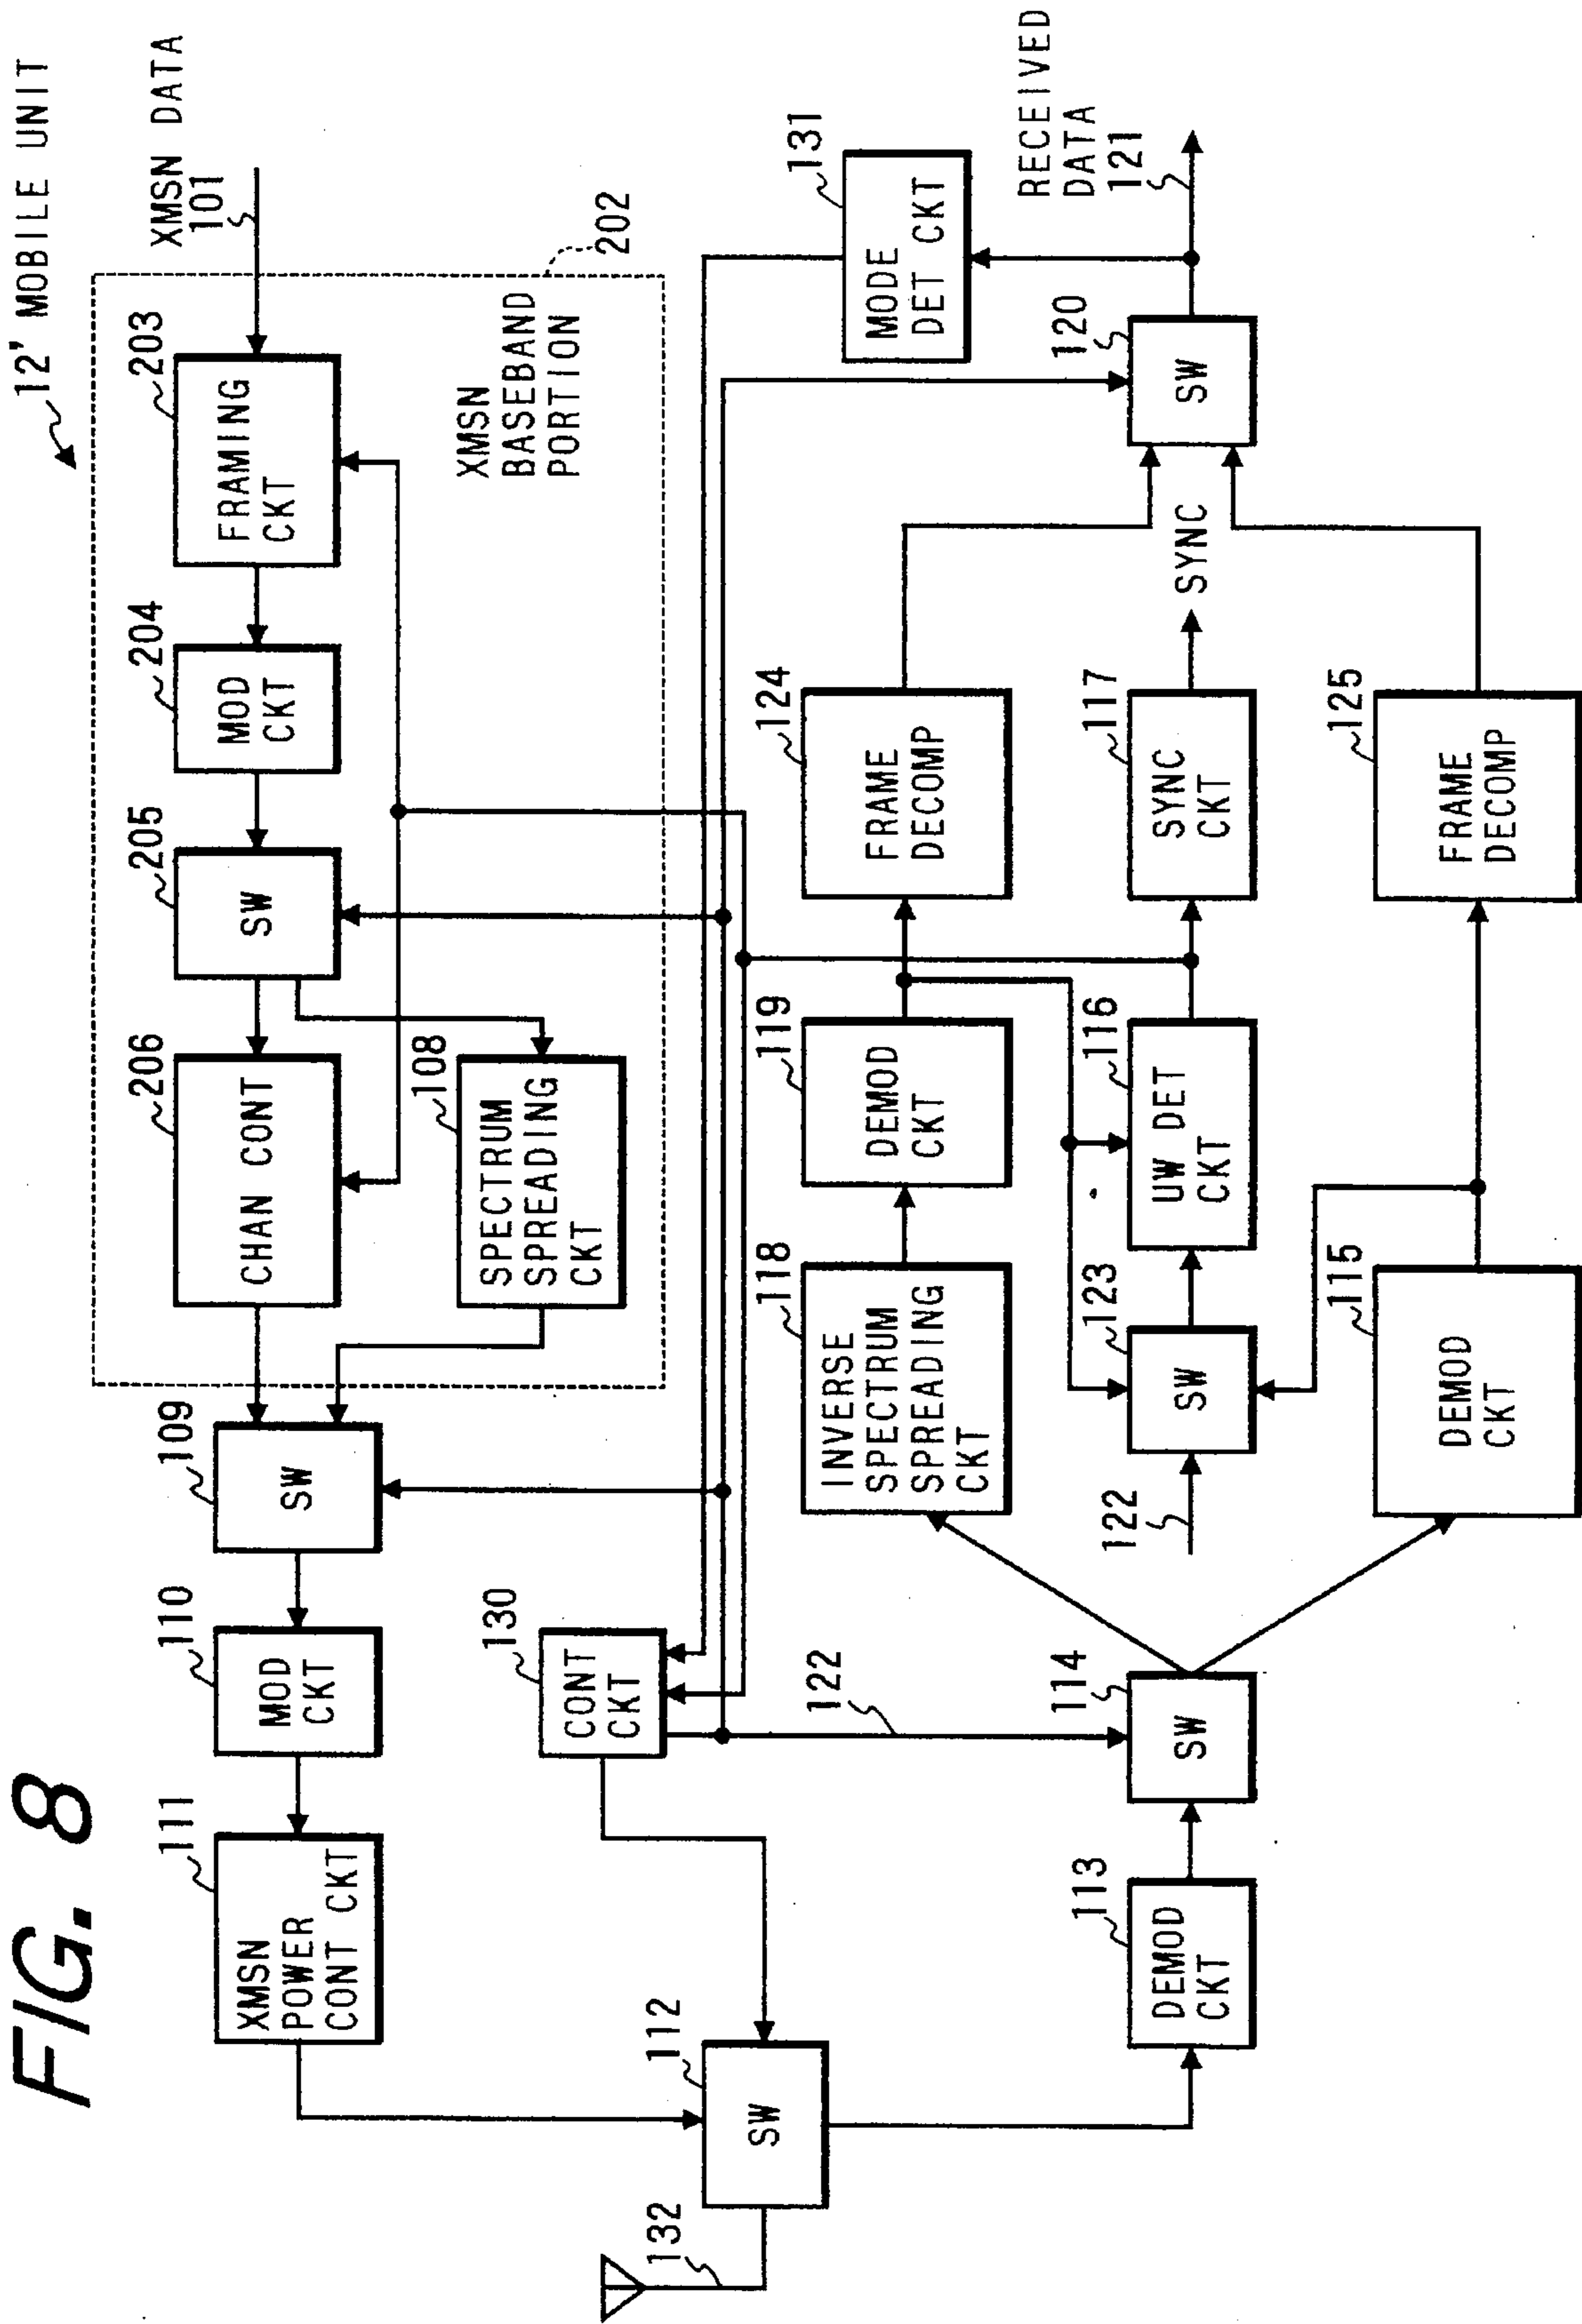 FIG. 8
12' MOBILE UNIT
XMSN DATA
101
202
XMSN
BASEBAND
PORTION
203
FRAMING
CKT
204
MOD
CKT
205
SW
206
CHAN CONT
108
SPECTRUM
SPREADING
CKT
109
SW
110
MOD
CKT
111
XMSN
POWER
CONT CKT
130
CONT
CKT
112
SW
132
113
DEMOD
CKT
114
SW
122
118
INVERSE
SPECTRUM
SPREADING
CKT
119
DEMOD
CKT
124
FRAME
DECOMP
122
123
SW
116
UW DET
CKT
117
SYNC
CKT
SYNC
115
DEMOD
CKT
125
FRAME
DECOMP
120
SW
131
MODE
DET CKT
RECEIVED
DATA
121